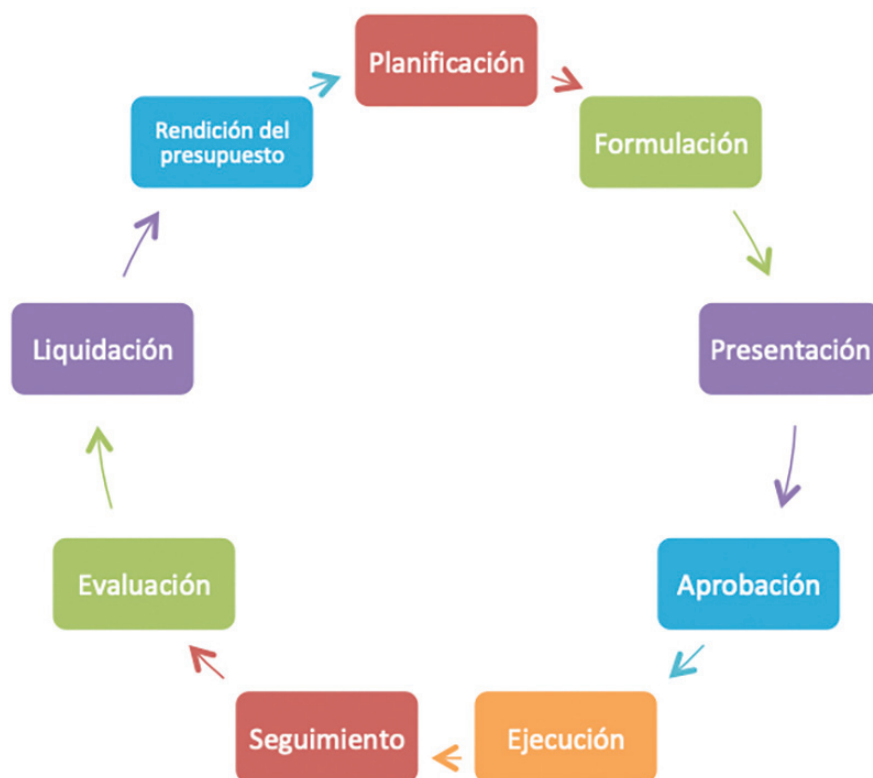 Planificación
Formulación
Presentación
Aprobación
Ejecución
Seguimiento
Evaluación
Liquidación
Rendición del
presupuesto